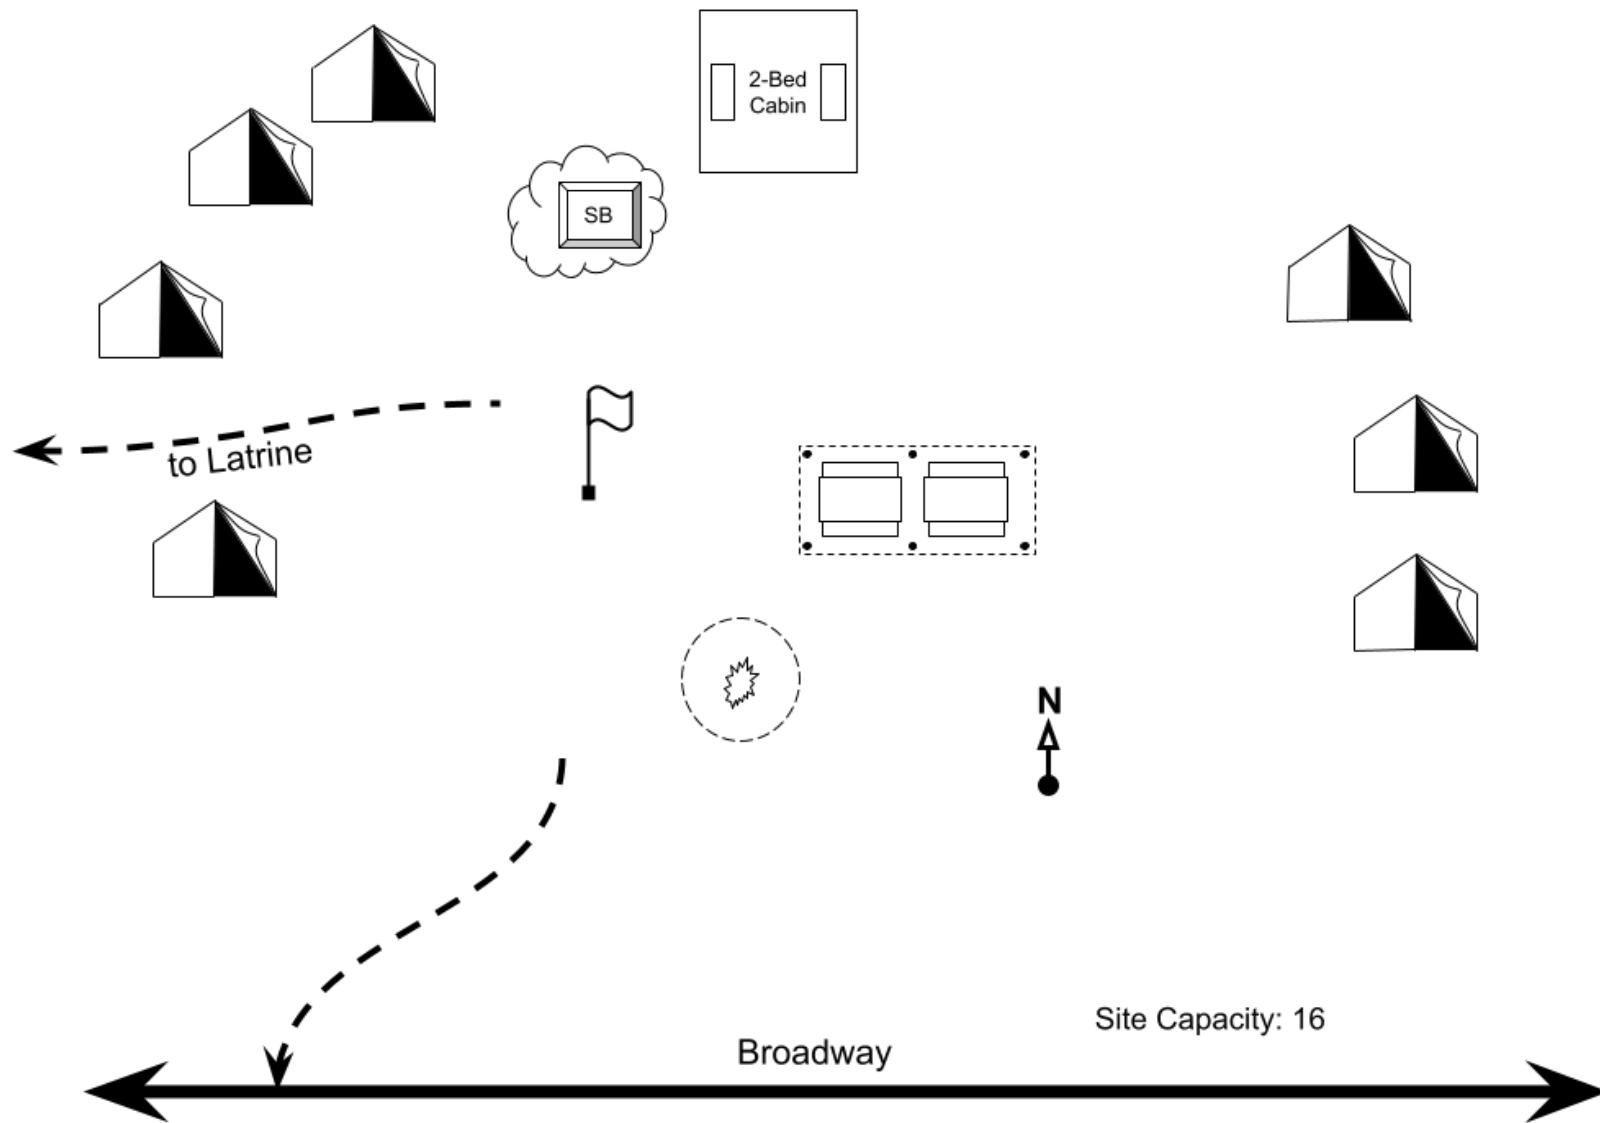 2-Bed
Cabin
SB
to Latrine
N
Site Capacity: 16
Broadway